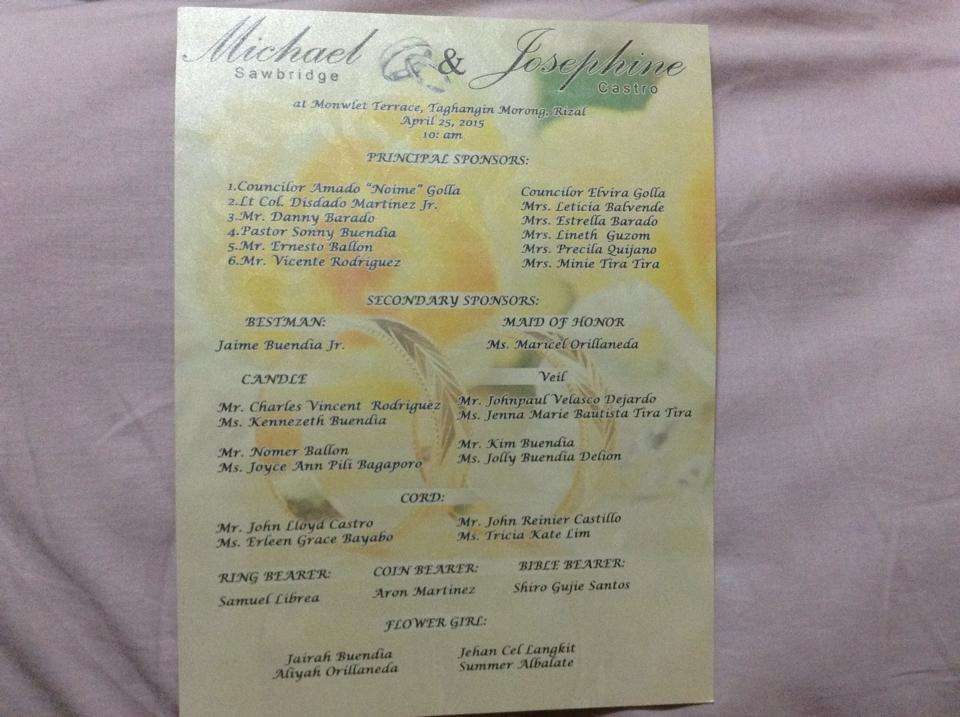 Michael & Josephine
Sawbridge Castro
at Monwlet Terrace, Taghangin Morong, Rizal
April 25, 2015
10: am
PRINCIPAL SPONSORS:
1.Councilor Amado "Noime" Golla Councilor Elvira Golla
2.Lt Col. Disdado Martinez Jr. Mrs. Leticia Balvende
3.Mr. Danny Barado Mrs. Estrella Barado
4.Pastor Sonny Buendia Mrs. Lineth Guzom
5.Mr. Ernesto Ballon Mrs. Precila Quijano
6.Mr. Vicente Rodriguez Mrs. Minie Tira Tira
SECONDARY SPONSORS:
BESTMAN: MAID OF HONOR
Jaime Buendia Jr. Ms. Maricel Orillaneda
CANDLE Veil
Mr. Charles Vincent Rodriguez Mr. Johnpaul Velasco Dejardo
Ms. Kennezeth Buendia Ms. Jenna Marie Bautista Tira Tira
Mr. Nomer Ballon Mr. Kim Buendia
Ms. Joyce Ann Pili Bagaporo Ms. Jolly Buendia Delion
CORD:
Mr. John Lloyd Castro Mr. John Reinier Castillo
Ms. Erleen Grace Bayabo Ms. Tricia Kate Lim
RING BEARER: COIN BEARER: BIBLE BEARER:
Samuel Librea Aron Martinez Shiro Gujie Santos
FLOWER GIRL:
Jairah Buendia Jehan Cel Langkit
Aliyah Orillaneda Summer Albalate